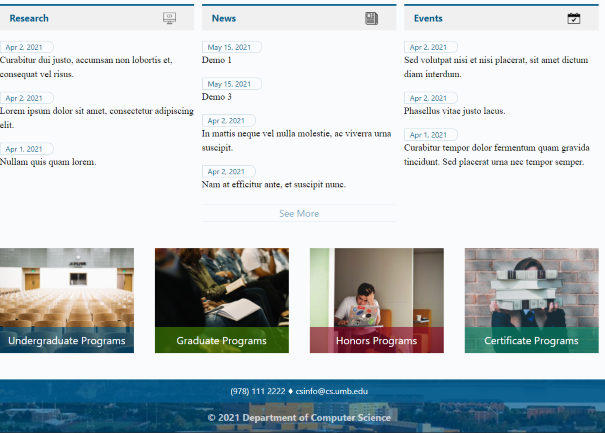 Research
Apr 2, 2021
Curabitur dui justo, accumsan non lobortis et,
consequat vel risus.
Apr 2, 2021
Lorem ipsum dolor sit amet, consectetur adipiscing
elit.
Apr 1, 2021
Nullam quis quam lorem.
News
May 15, 2021
Demo 1
May 15, 2021
Demo 3
Apr 2, 2021
In mattis neque vel nulla molestie, ac viverra urna
suscipit.
Apr 2, 2021
Nam at efficitur ante, et suscipit nunc.
See More
Events
Apr 2, 2021
Sed volutpat nisi et nisi placerat, sit amet dictum
diam interdum.
Apr 2, 2021
Phasellus vitae justo lacus.
Apr 1, 2021
Curabitur tempor dolor fermentum quam gravida
tincidunt. Sed placerat urna nec tempor semper.
Undergraduate Programs
Graduate Programs
Honors Programs
Certificate Programs
(978) 111 2222 ♦ csinfo@cs.umb.edu
© 2021 Department of Computer Science